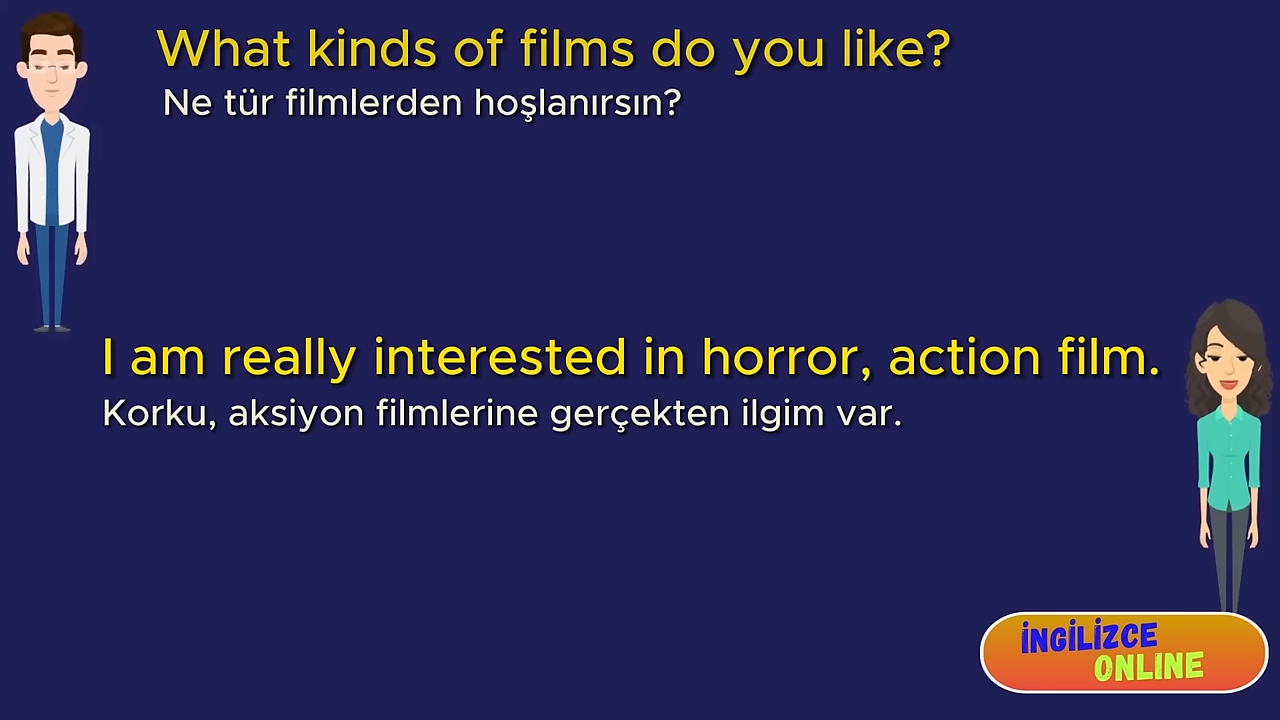 What kinds of films do you like?
Ne tür filmlerden hoşlanırsın?
I am really interested in horror, action film.
Korku, aksiyon filmlerine gerçekten ilgim var.
İNGİLİZCE
ONLINE